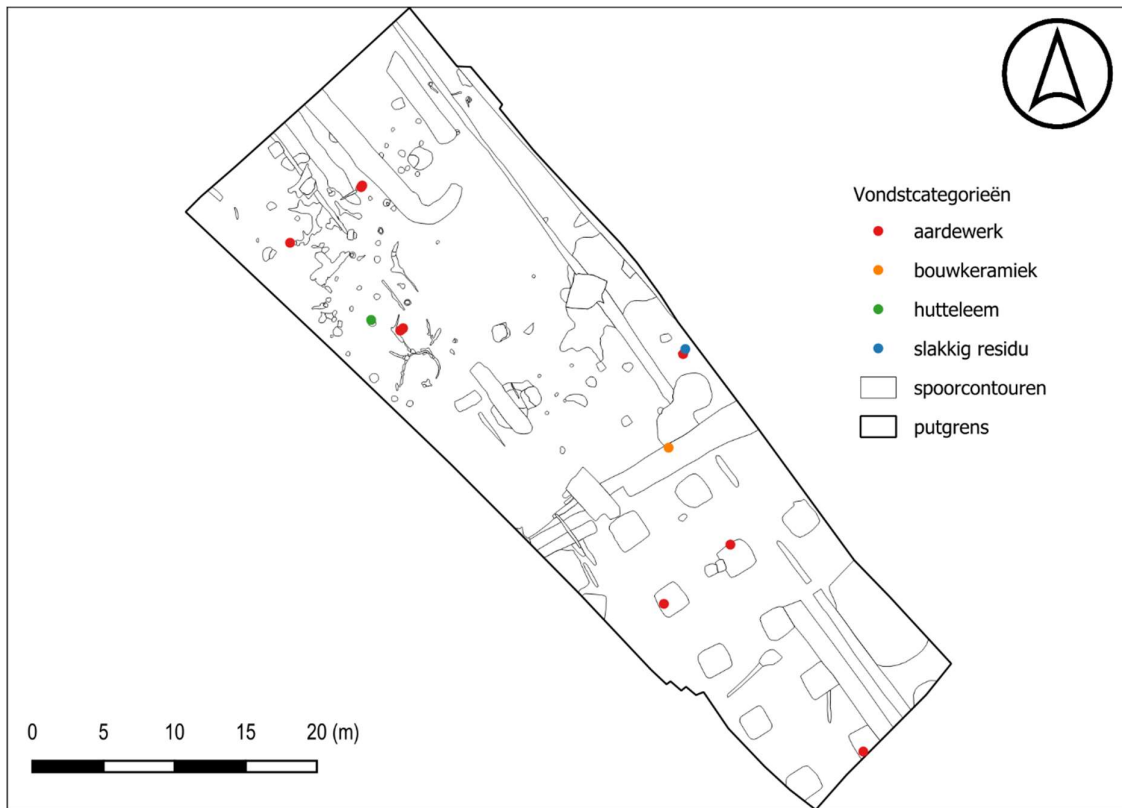 Vondstcategorieën
aardewerk
bouwkeramiek
hutteleem
slakkig residu
spoorcontouren
putgrens
0 5 10 15 20 (m)